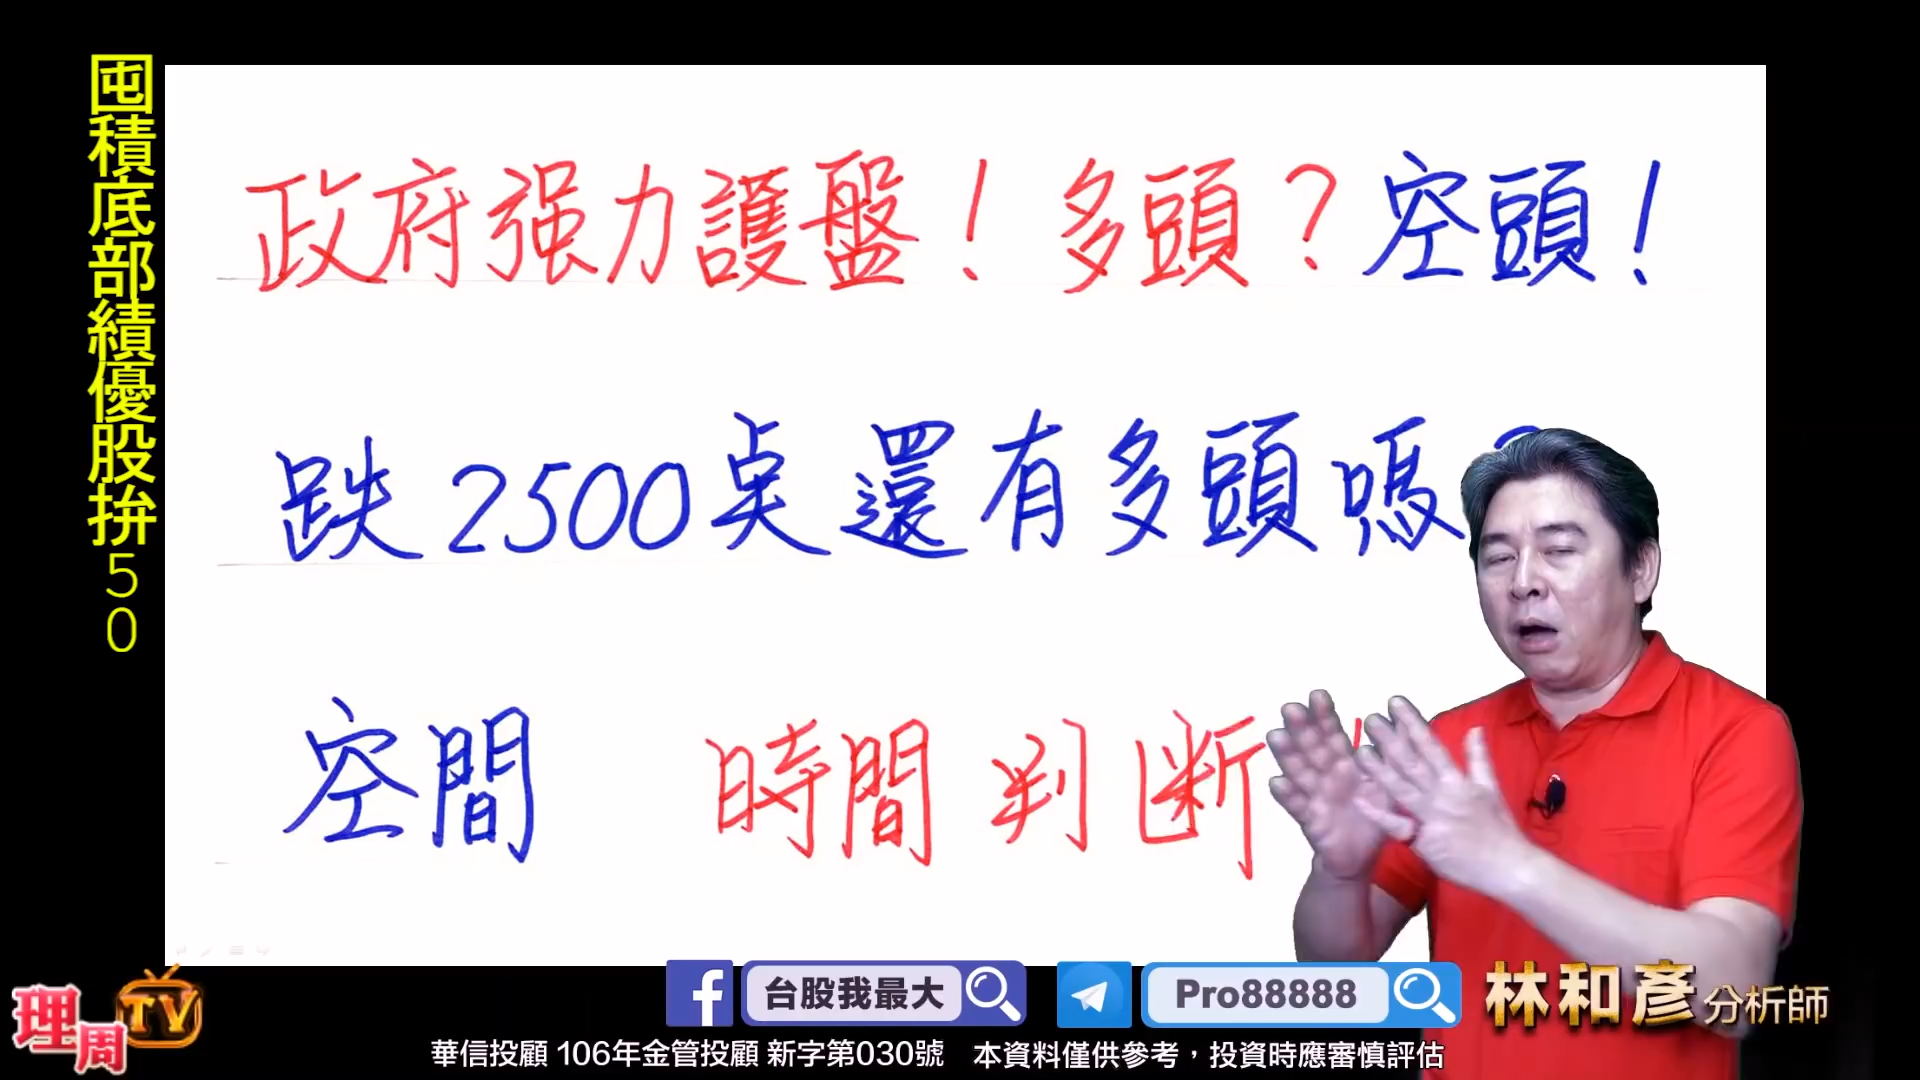 囤積底部績優股拚50
政府强力護盤！多頭？空頭！
跌2500点還有多頭嗎？
空間 時間判断
理周TV
台股我最大
Pro88888
林和彥分析師
華信投顧 106年金管投顧 新字第030號 本資料僅供參考，投資時應審慎評估